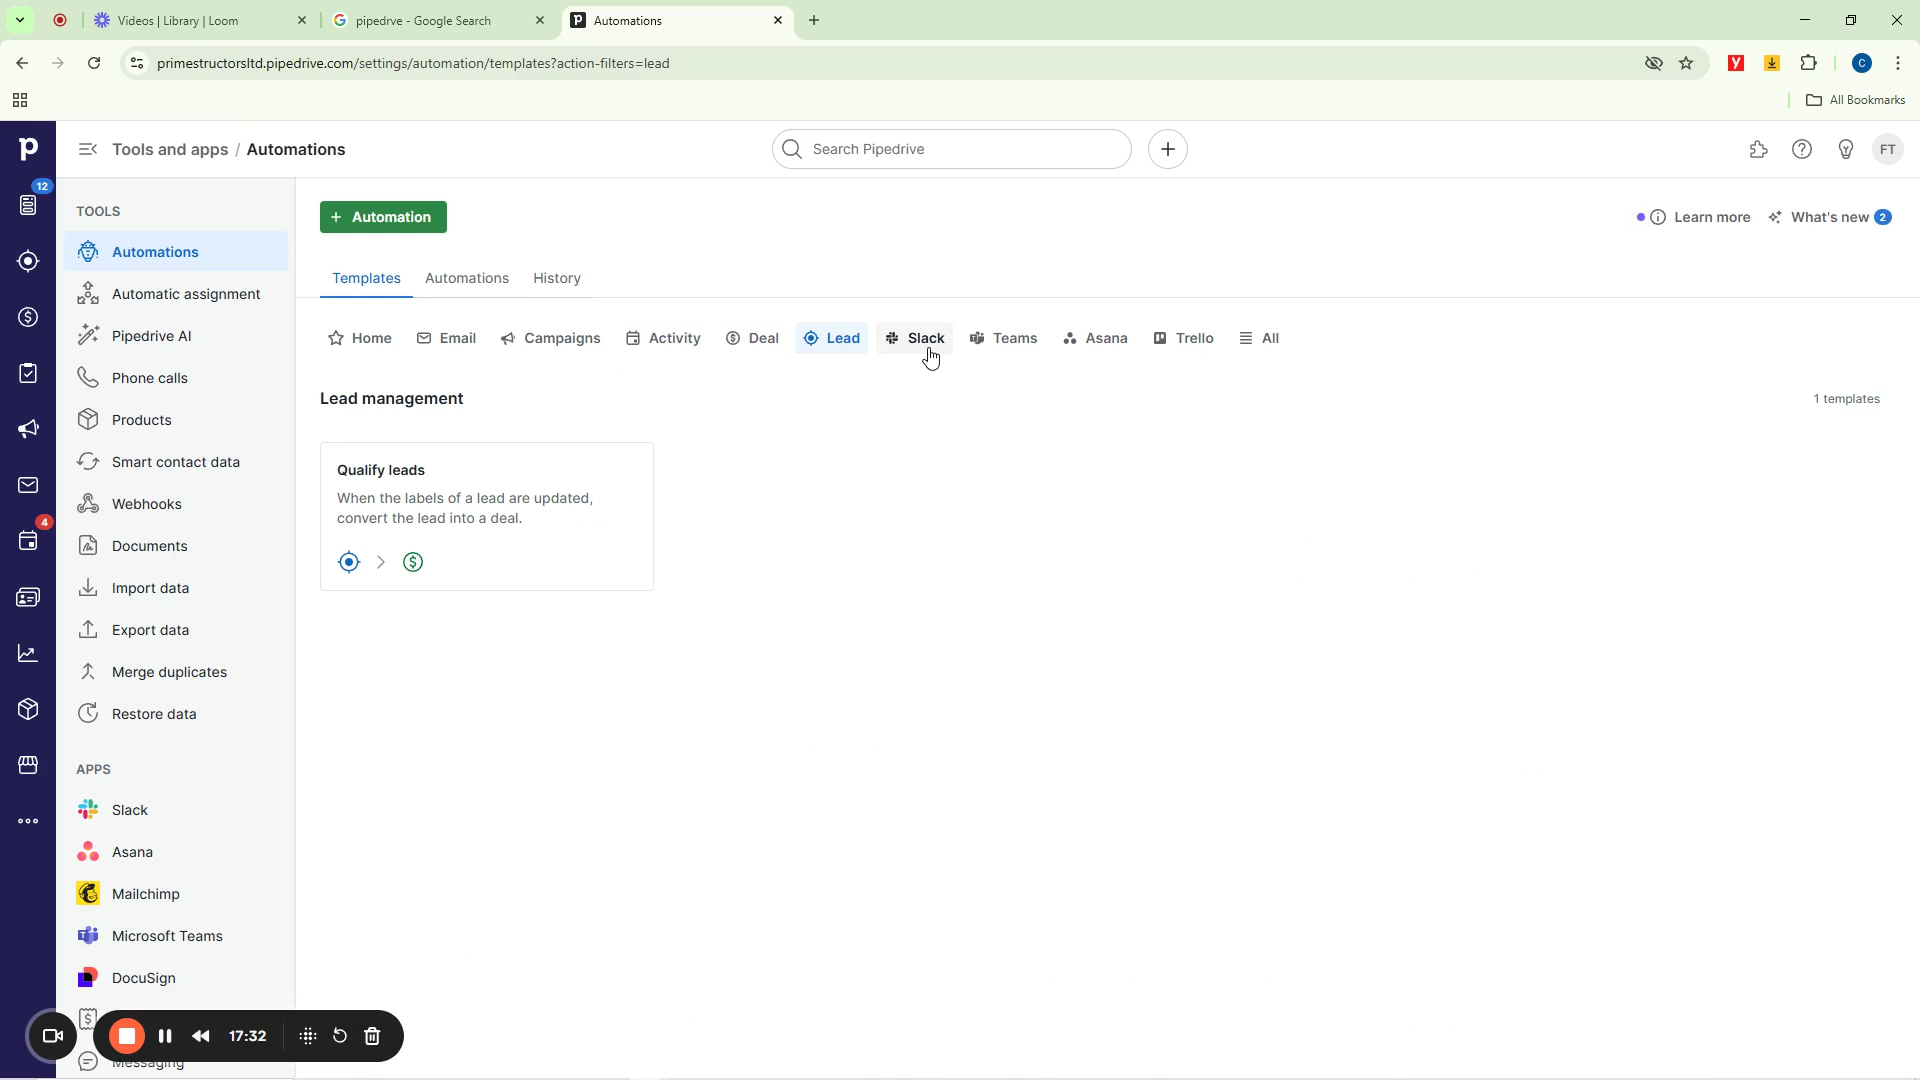 Videos | Library | Loom
pipedrve - Google Search
Automations
primestructorsltd.pipedrive.com/settings/automation/templates?action-filters=lead
y
C
All Bookmarks
p
Tools and apps / Automations
Search Pipedrive
FT
12
TOOLS
Automations
Automatic assignment
Pipedrive AI
Phone calls
Products
Smart contact data
Webhooks
Documents
Import data
Export data
Merge duplicates
Restore data
4
APPS
Slack
Asana
Mailchimp
Microsoft Teams
DocuSign
Messaging
+ Automation
Learn more
What's new 2
Templates
Automations
History
Home
Email
Campaigns
Activity
Deal
Lead
Slack
Teams
Asana
Trello
All
Lead management
1 templates
Qualify leads
When the labels of a lead are updated,
convert the lead into a deal.
17:32